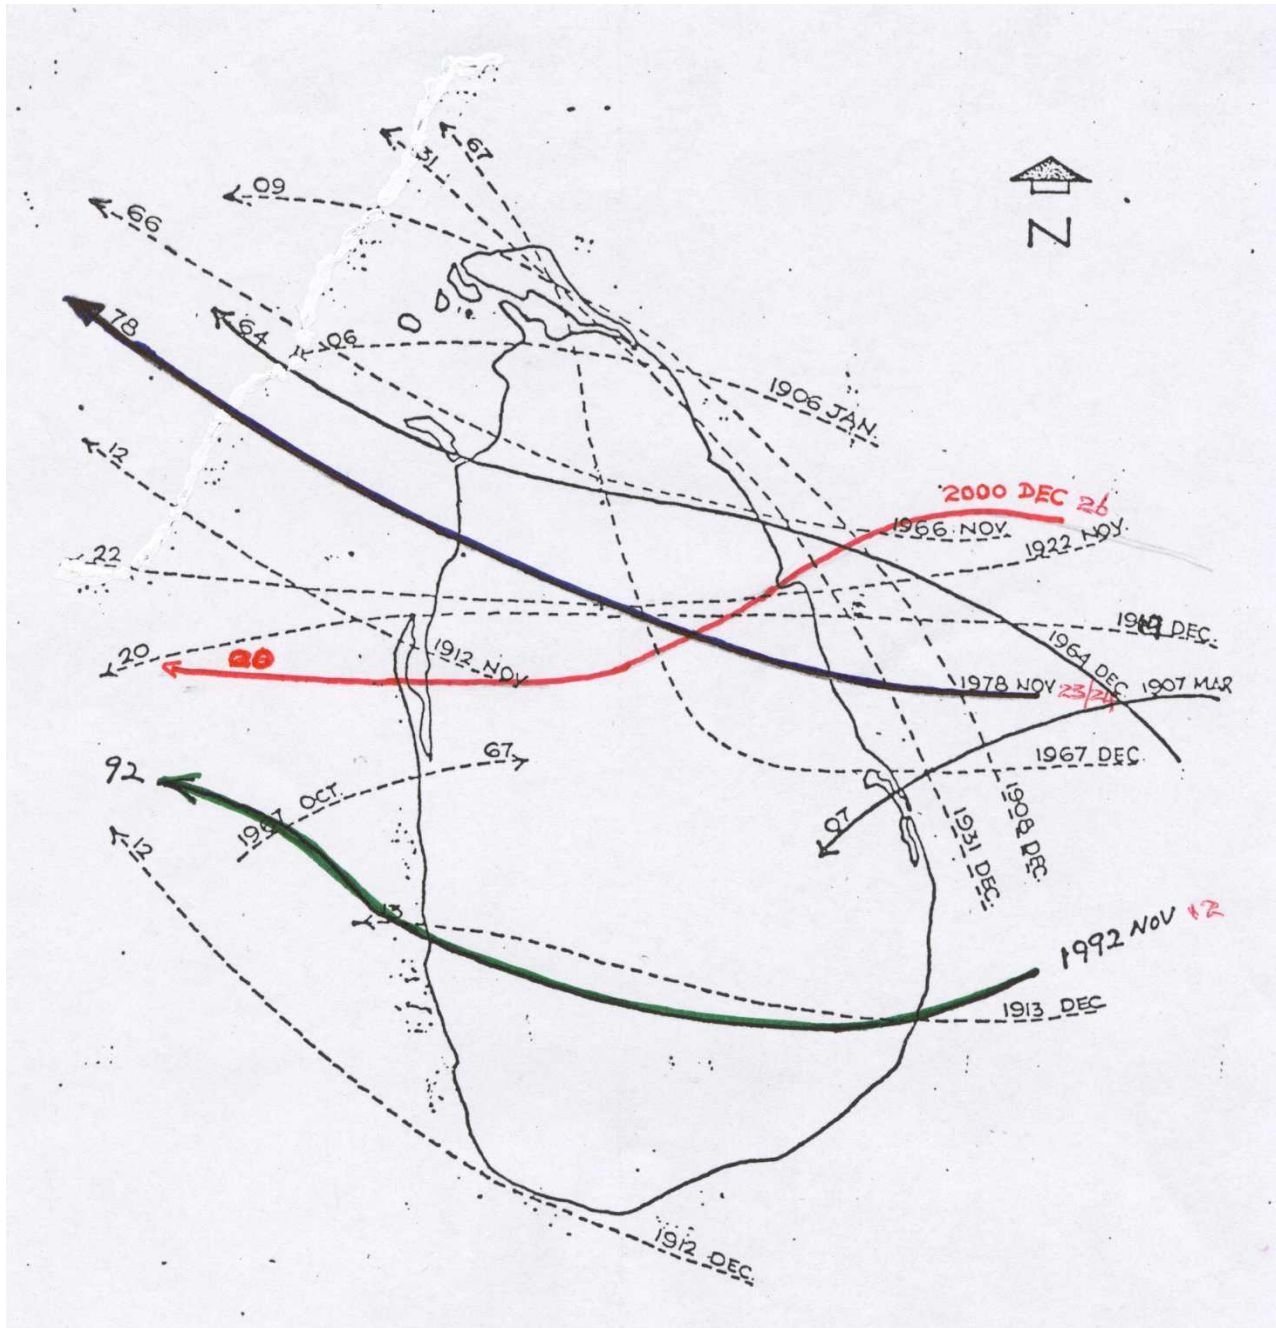 67
31
09
66
N
78
64
06
1906 JAN.
12
2000 DEC 26
1966 NOV.
1922 NOV.
22
DEC.
1964 DEC.
20
00
1912 NOV
1978 NOV 23/24
1907 MAR
67
1967 DEC.
92
1967 OCT.
1908 DEC.
07
1931 DEC.
12
13
1992 NOV 12
1913 DEC
1912 DEC.